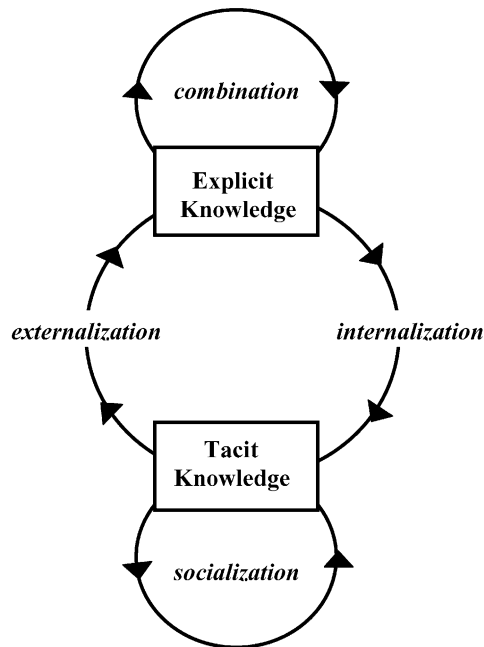 combination
Explicit
Knowledge
externalization
internalization
Tacit
Knowledge
socialization